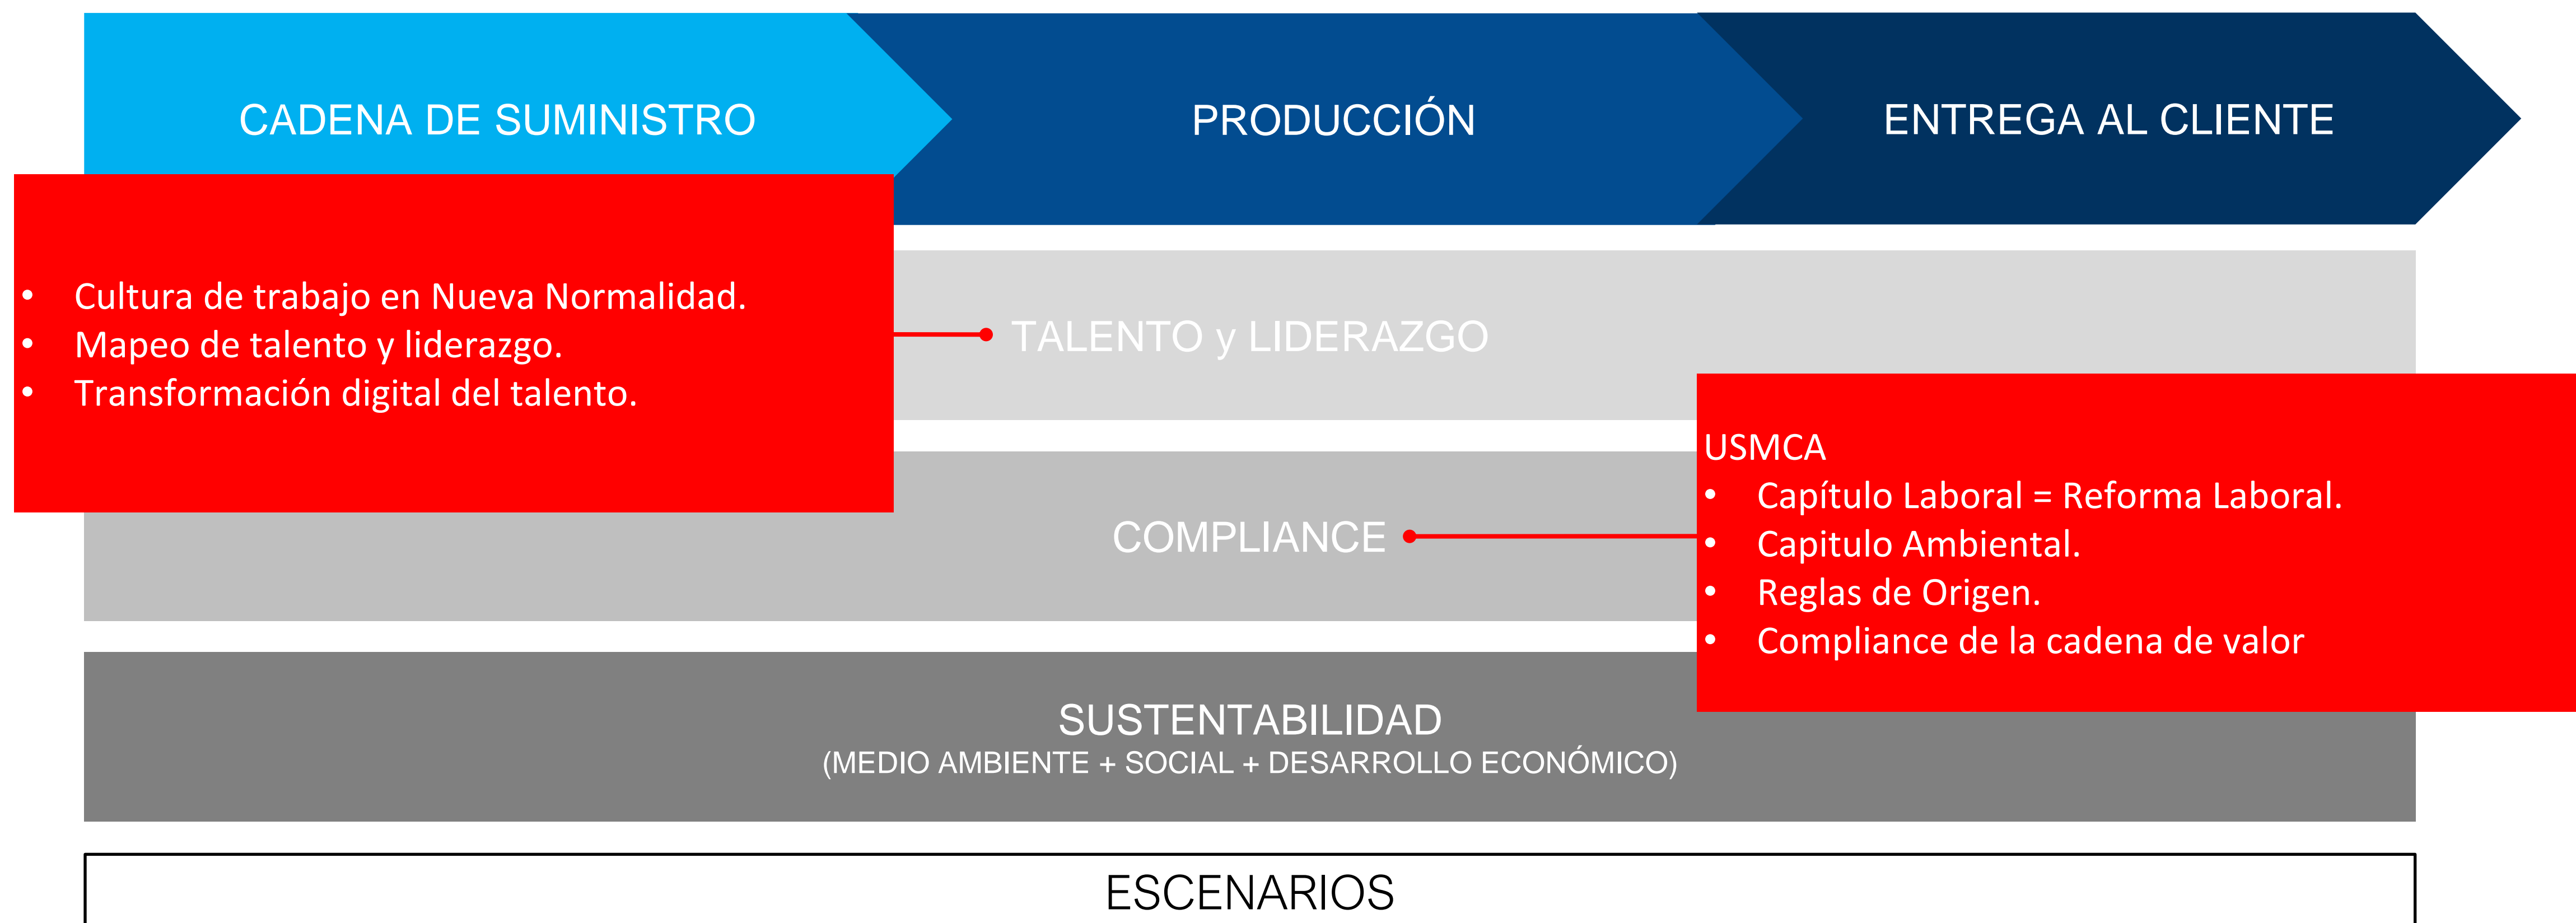 CADENA DE SUMINISTRO
PRODUCCIÓN
ENTREGA AL CLIENTE
• Cultura de trabajo en Nueva Normalidad.
• Mapeo de talento y liderazgo.
• Transformación digital del talento.
TALENTO y LIDERAZGO
COMPLIANCE
USMCA
• Capítulo Laboral = Reforma Laboral.
• Capitulo Ambiental.
• Reglas de Origen.
• Compliance de la cadena de valor
SUSTENTABILIDAD
(MEDIO AMBIENTE + SOCIAL + DESARROLLO ECONÓMICO)
ESCENARIOS